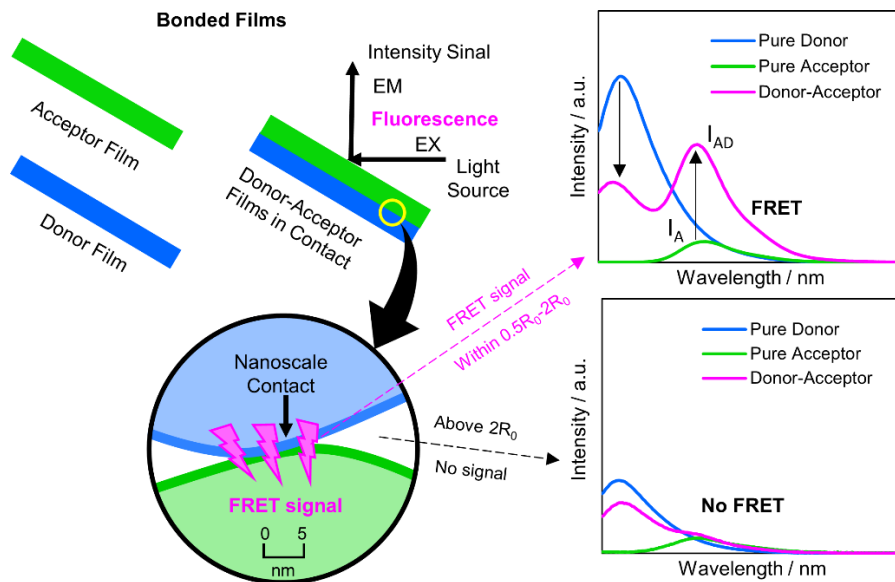 Bonded Films
Acceptor Film
Donor Film
Intensity Sinal
EM
Fluorescence
EX
Light
Source
Donor-Acceptor
Films in Contact
Nanoscale
Contact
FRET signal
0 5
nm
FRET signal
Within 0.5R₀-2R₀
Above 2R₀
No signal
Intensity / a.u.
Pure Donor
Pure Acceptor
Donor-Acceptor
I_AD
I_A
FRET
Wavelength / nm
Intensity / a.u.
Pure Donor
Pure Acceptor
Donor-Acceptor
No FRET
Wavelength / nm